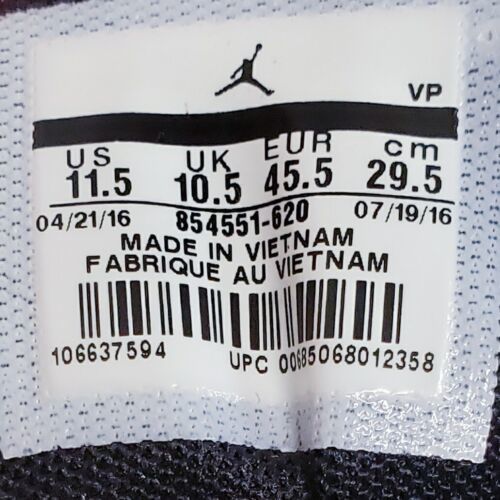 VP
US UK EUR cm
11.5 10.5 45.5 29.5
04/21/16 854551-620 07/19/16
MADE IN VIETNAM
FABRIQUE AU VIETNAM
106637594 UPC 00685068012358